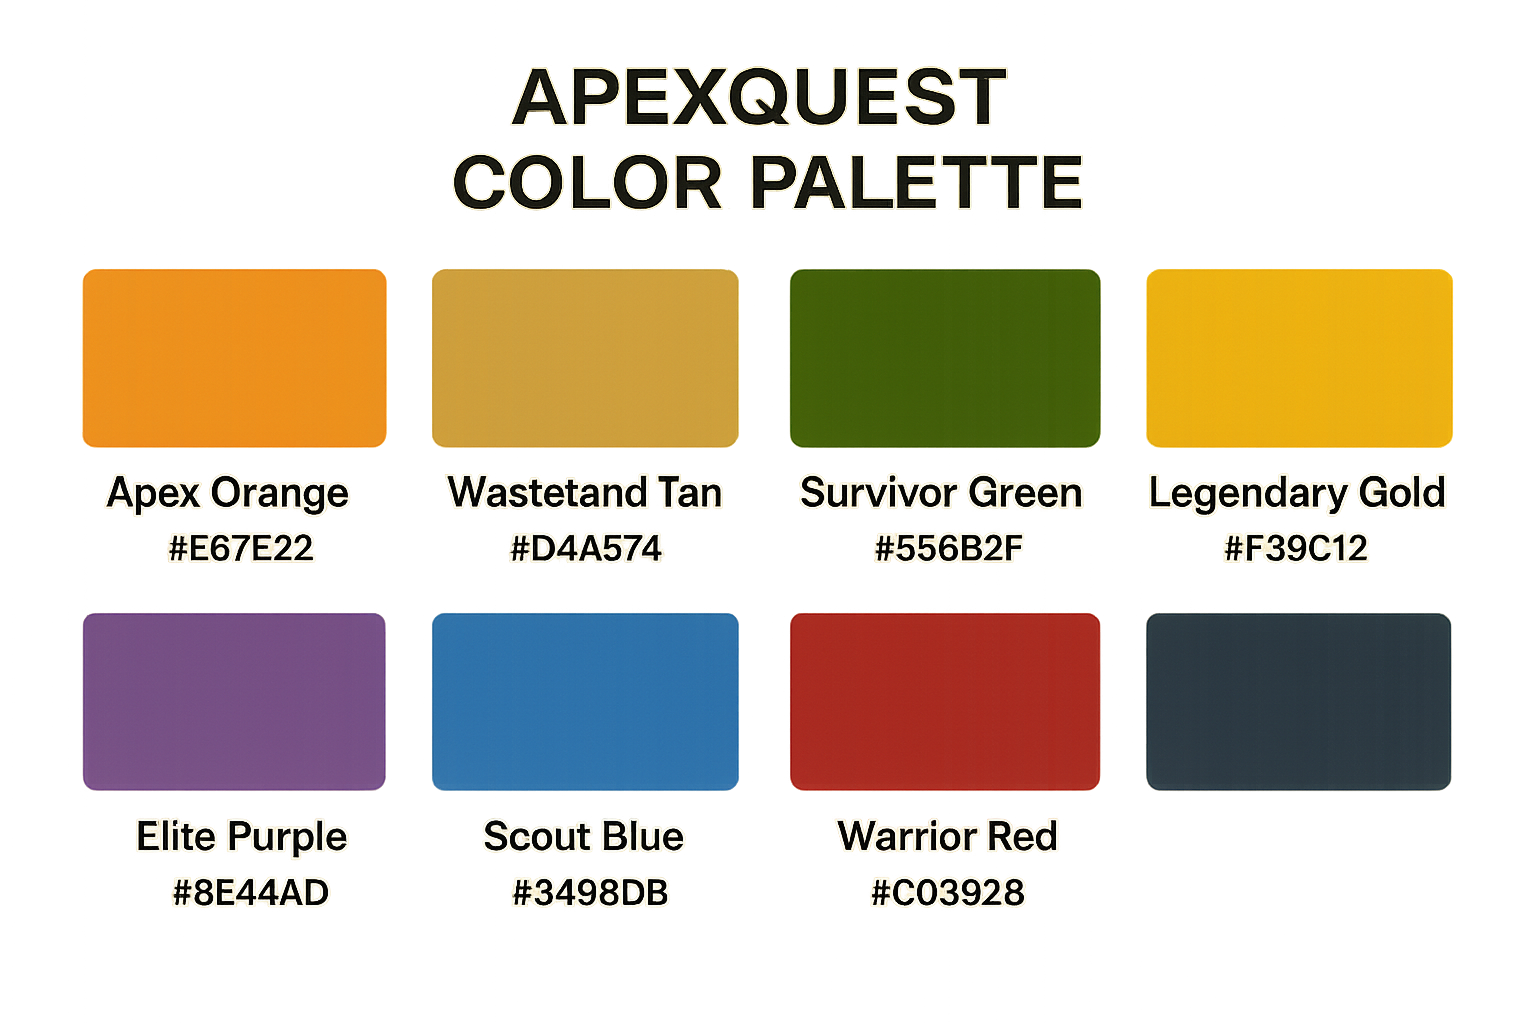 APEXQUEST
COLOR PALETTE
Apex Orange
Wastetand Tan
Survivor Green
Legendary Gold
#E67E22
#D4A574
#556B2F
#F39C12
Elite Purple
Scout Blue
Warrior Red
#8E44AD
#3498DB
#C03928